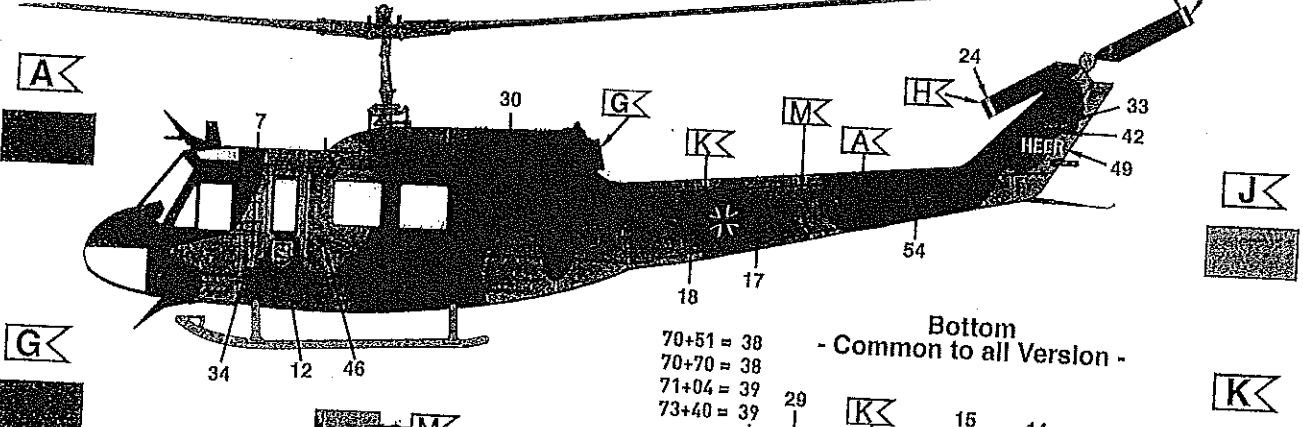 A
7
30
G
K
M
A
H
24
33
42
HEER
49
J
54
17
18
G
34
12
46
70+51 = 38
70+70 = 38
71+04 = 39
73+40 = 39
Bottom
- Common to all Version -
29
K
15
K
M